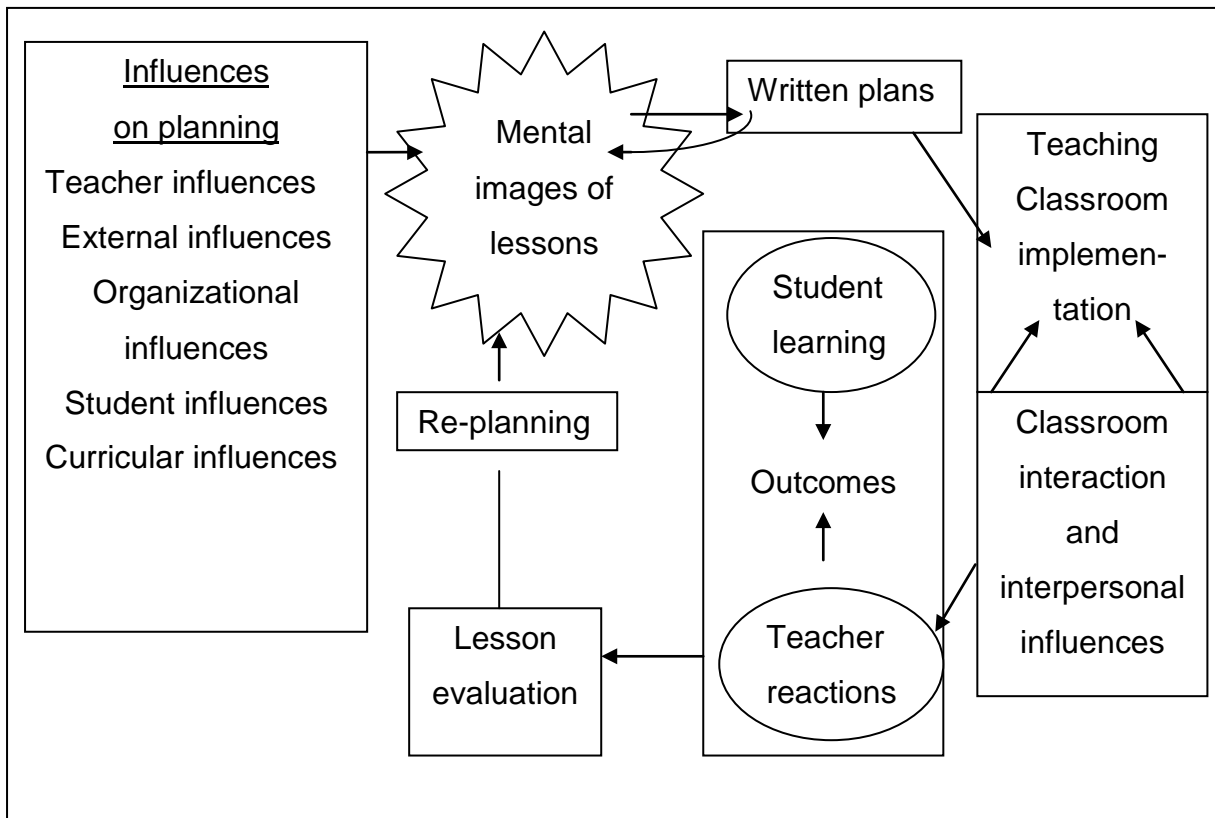 Influences
on planning
Teacher influences
External influences
Organizational
influences
Student influences
Curricular influences
Mental
images of
lessons
Written plans
Teaching
Classroom
implemen-
tation
Student
learning
Outcomes
Teacher
reactions
Classroom
interaction
and
interpersonal
influences
Re-planning
Lesson
evaluation